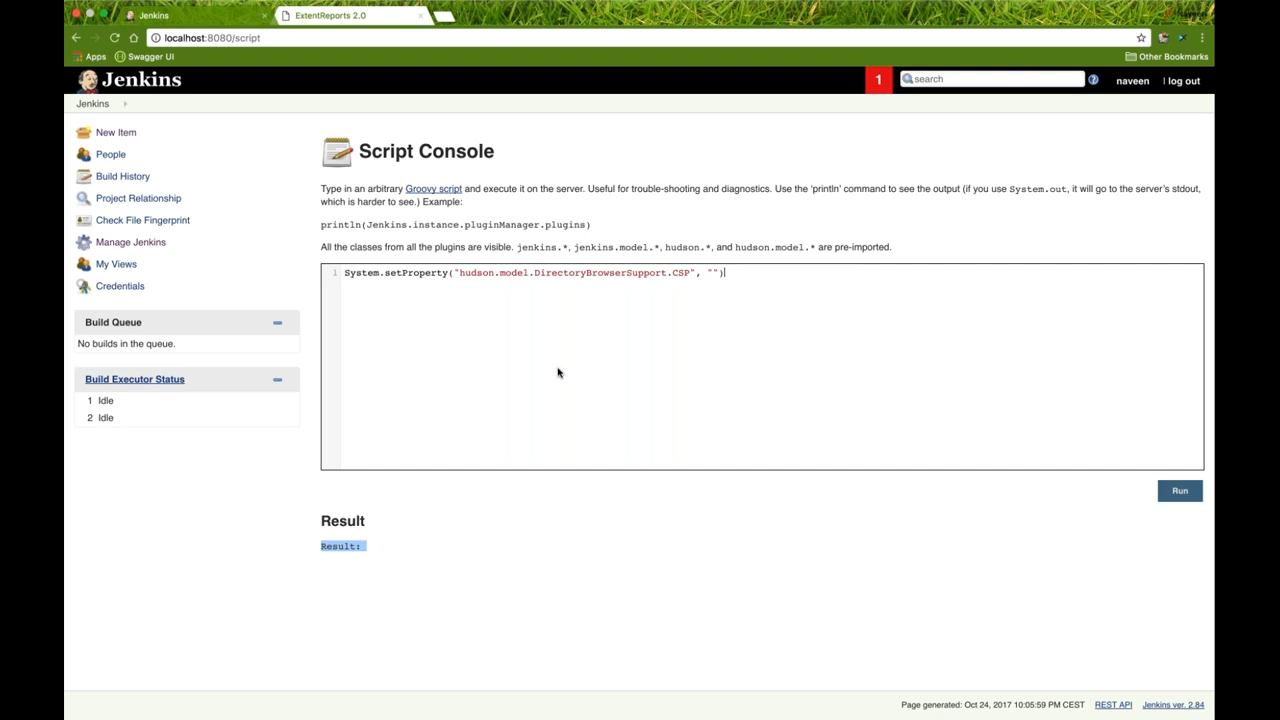 Jenkins
ExtentReports 2.0
localhost:8080/script
Apps
Swagger UI
Other Bookmarks
Jenkins
1
search
naveen
log out
Jenkins
New Item
People
Build History
Project Relationship
Check File Fingerprint
Manage Jenkins
My Views
Credentials
Build Queue
No builds in the queue.
Build Executor Status
1 Idle
2 Idle
Script Console
Type in an arbitrary Groovy script and execute it on the server. Useful for trouble-shooting and diagnostics. Use the 'println' command to see the output (if you use System.out, it will go to the server's stdout,
which is harder to see.) Example:
println(Jenkins.instance.pluginManager.plugins)
All the classes from all the plugins are visible. jenkins.*, jenkins.model.*, hudson.*, and hudson.model.* are pre-imported.
1 System.setProperty("hudson.model.DirectoryBrowserSupport.CSP", "")
Run
Result
Result:
Page generated: Oct 24, 2017 10:05:59 PM CEST
REST API
Jenkins ver. 2.84